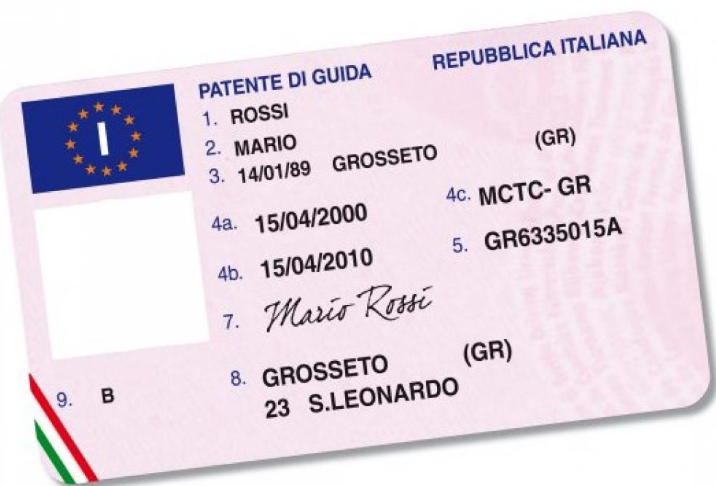 I
PATENTE DI GUIDA REPUBBLICA ITALIANA
1. ROSSI
2. MARIO
3. 14/01/89 GROSSETO (GR)
4a. 15/04/2000 4c. MCTC- GR
4b. 15/04/2010 5. GR6335015A
7. Mario Rossi
8. GROSSETO (GR)
23 S.LEONARDO
9. B